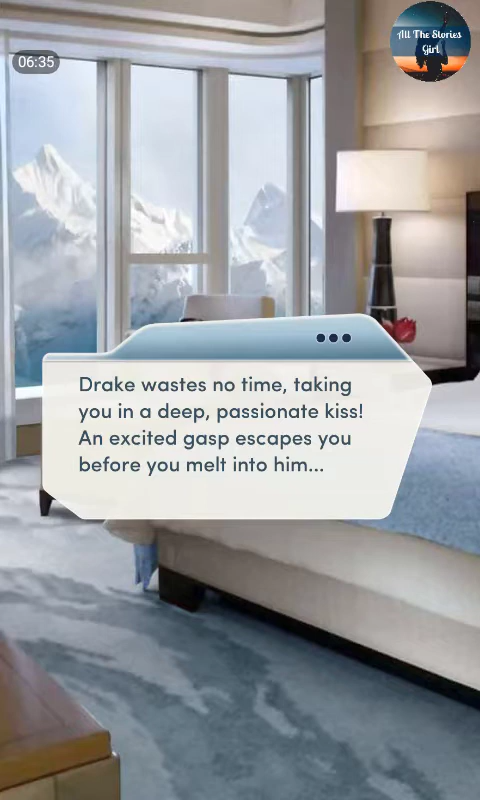 06:35
All The Stories
Girl
Drake wastes no time, taking
you in a deep, passionate kiss!
An excited gasp escapes you
before you melt into him...